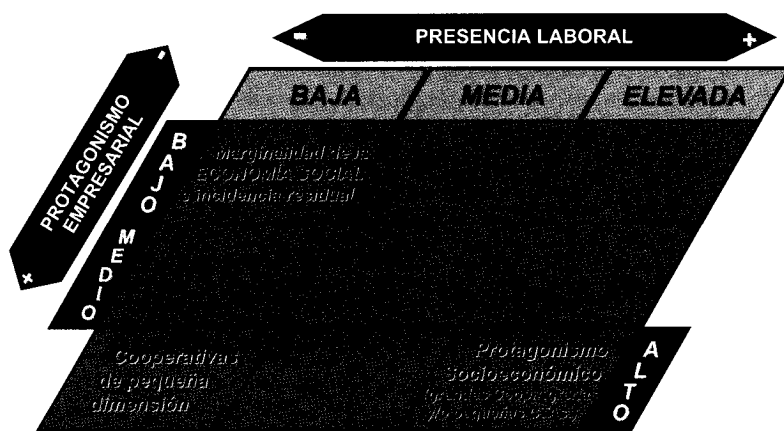 - PRESENCIA LABORAL +
- PROTAGONISMO EMPRESARIAL +
BAJA MEDIA ELEVADA
BAJO
Marginalidad de la
ECONOMÍA SOCIAL
incidencia residual
MEDIO
Cooperativas
de pequeña
dimensión
Protagonismo
Socioeconómico
ALTO